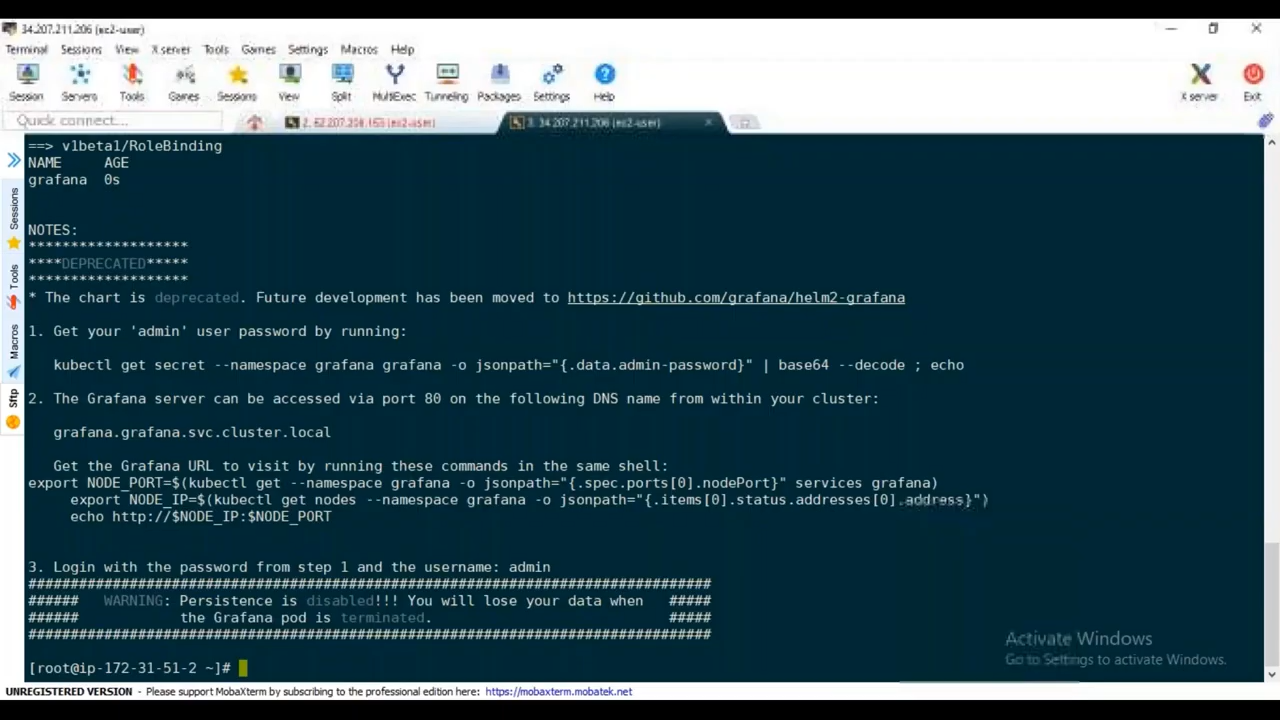 34.207.211.206 (ec2-user)
Terminal Sessions View X server Tools Games Settings Macros Help
Session Servers Tools Games Sessions View Split MultiExec Tunneling Packages Settings Help X server Exit
Quick connect... 2. (ec2-user) 3. 34.207.211.206 (ec2-user)
Sessions
Tools
Macros
Sftp
==> v1beta1/RoleBinding
NAME AGE
grafana 0s
NOTES:
*******************
****DEPRECATED*****
*******************
* The chart is deprecated. Future development has been moved to https://github.com/grafana/helm2-grafana
1. Get your 'admin' user password by running:
kubectl get secret --namespace grafana grafana -o jsonpath="{.data.admin-password}" | base64 --decode ; echo
2. The Grafana server can be accessed via port 80 on the following DNS name from within your cluster:
grafana.grafana.svc.cluster.local
Get the Grafana URL to visit by running these commands in the same shell:
export NODE_PORT=$(kubectl get --namespace grafana -o jsonpath="{.spec.ports[0].nodePort}" services grafana)
export NODE_IP=$(kubectl get nodes --namespace grafana -o jsonpath="{.items[0].status.addresses[0].address}")
echo http://$NODE_IP:$NODE_PORT
3. Login with the password from step 1 and the username: admin
#################################################################################
###### WARNING: Persistence is disabled!!! You will lose your data when #####
###### the Grafana pod is terminated. #####
#################################################################################
[root@ip-172-31-51-2 ~]#
Activate Windows
Go to Settings to activate Windows.
UNREGISTERED VERSION - Please support MobaXterm by subscribing to the professional edition here: https://mobaxterm.mobatek.net